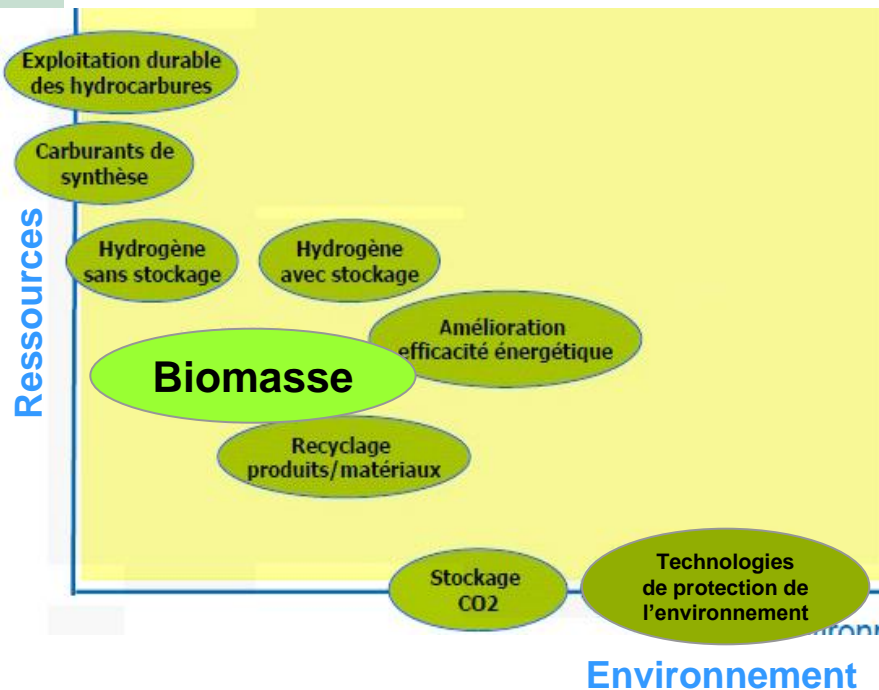 Exploitation durable
des hydrocarbures
Carburants de
synthèse
Ressources
Hydrogène
sans stockage
Hydrogène
avec stockage
Amélioration
efficacité énergétique
Biomasse
Recyclage
produits/matériaux
Stockage
CO2
Technologies
de protection de
l’environnement
Environnement